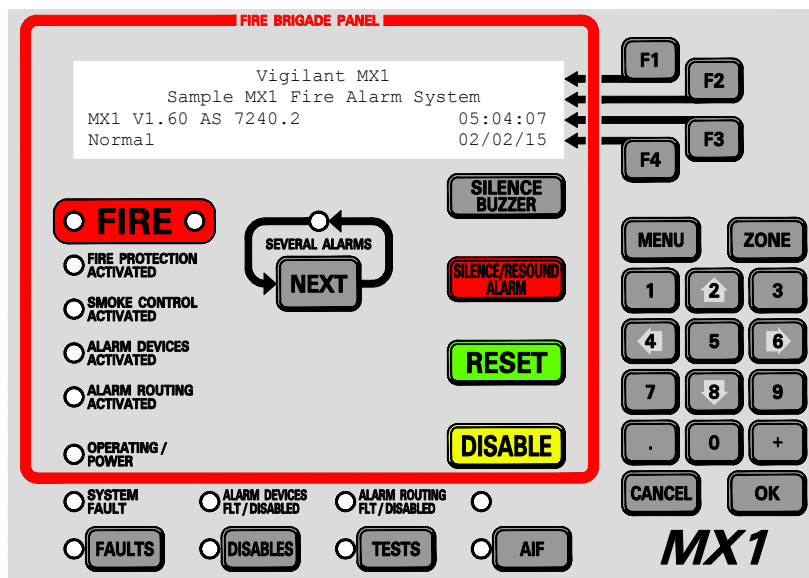 FIRE BRIGADE PANEL
Vigilant MX1
Sample MX1 Fire Alarm System
MX1 V1.60 AS 7240.2 05:04:07
Normal 02/02/15
F1
F2
F3
F4
SILENCE
BUZZER
FIRE
SEVERAL ALARMS
NEXT
FIRE PROTECTION
ACTIVATED
SMOKE CONTROL
ACTIVATED
ALARM DEVICES
ACTIVATED
ALARM ROUTING
ACTIVATED
OPERATING /
POWER
SILENCE/RESOUND
ALARM
RESET
DISABLE
MENU ZONE
1 2 3
4 5 6
7 8 9
. 0 +
CANCEL OK
SYSTEM
FAULT
ALARM DEVICES
FLT / DISABLED
ALARM ROUTING
FLT / DISABLED
FAULTS DISABLES TESTS AIF
MX1